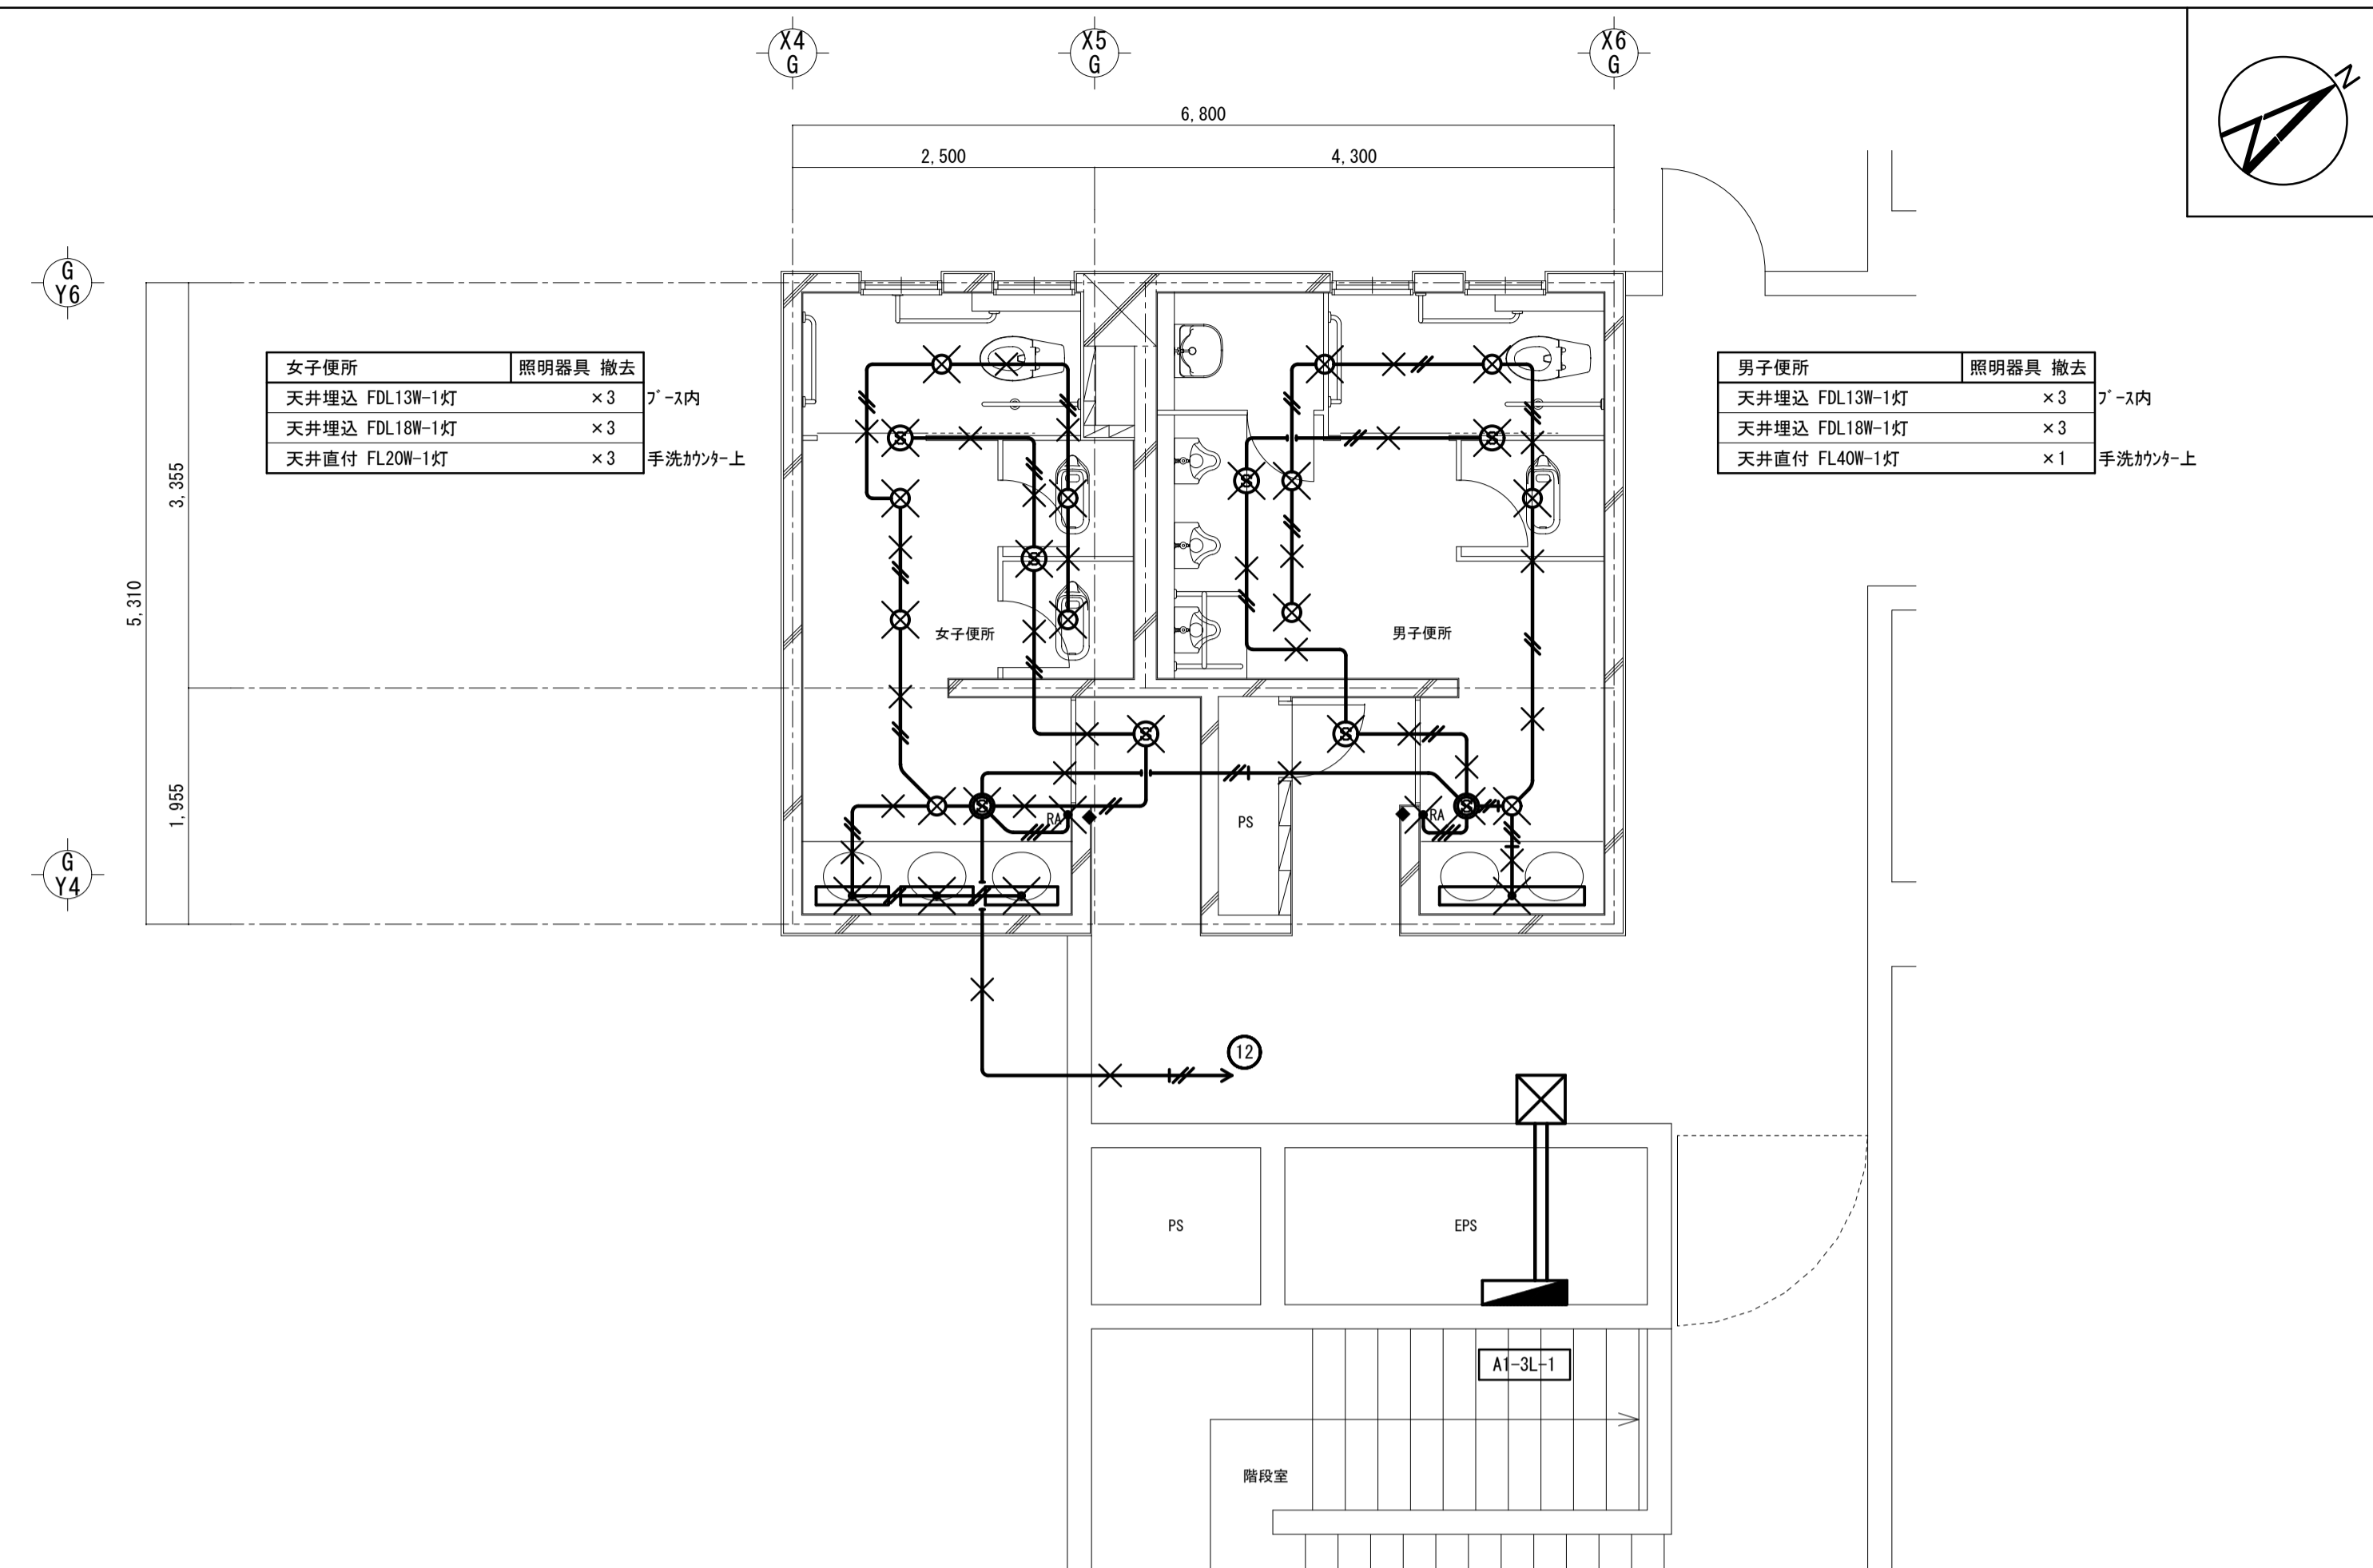 X4
G
X5
G
X6
G
N
6,800
2,500
4,300
G
Y6
女子便所 照明器具 撤去
天井埋込 FDL13W-1灯 ×3 ブース内
天井埋込 FDL18W-1灯 ×3
天井直付 FL20W-1灯 ×3 手洗カウンター上
男子便所 照明器具 撤去
天井埋込 FDL13W-1灯 ×3 ブース内
天井埋込 FDL18W-1灯 ×3
天井直付 FL40W-1灯 ×1 手洗カウンター上
3,355
5,310
1,955
S
S
S
S
女子便所
男子便所
S
S
S
S
RA
PS
RA
G
Y4
12
PS
EPS
A1-3L-1
階段室